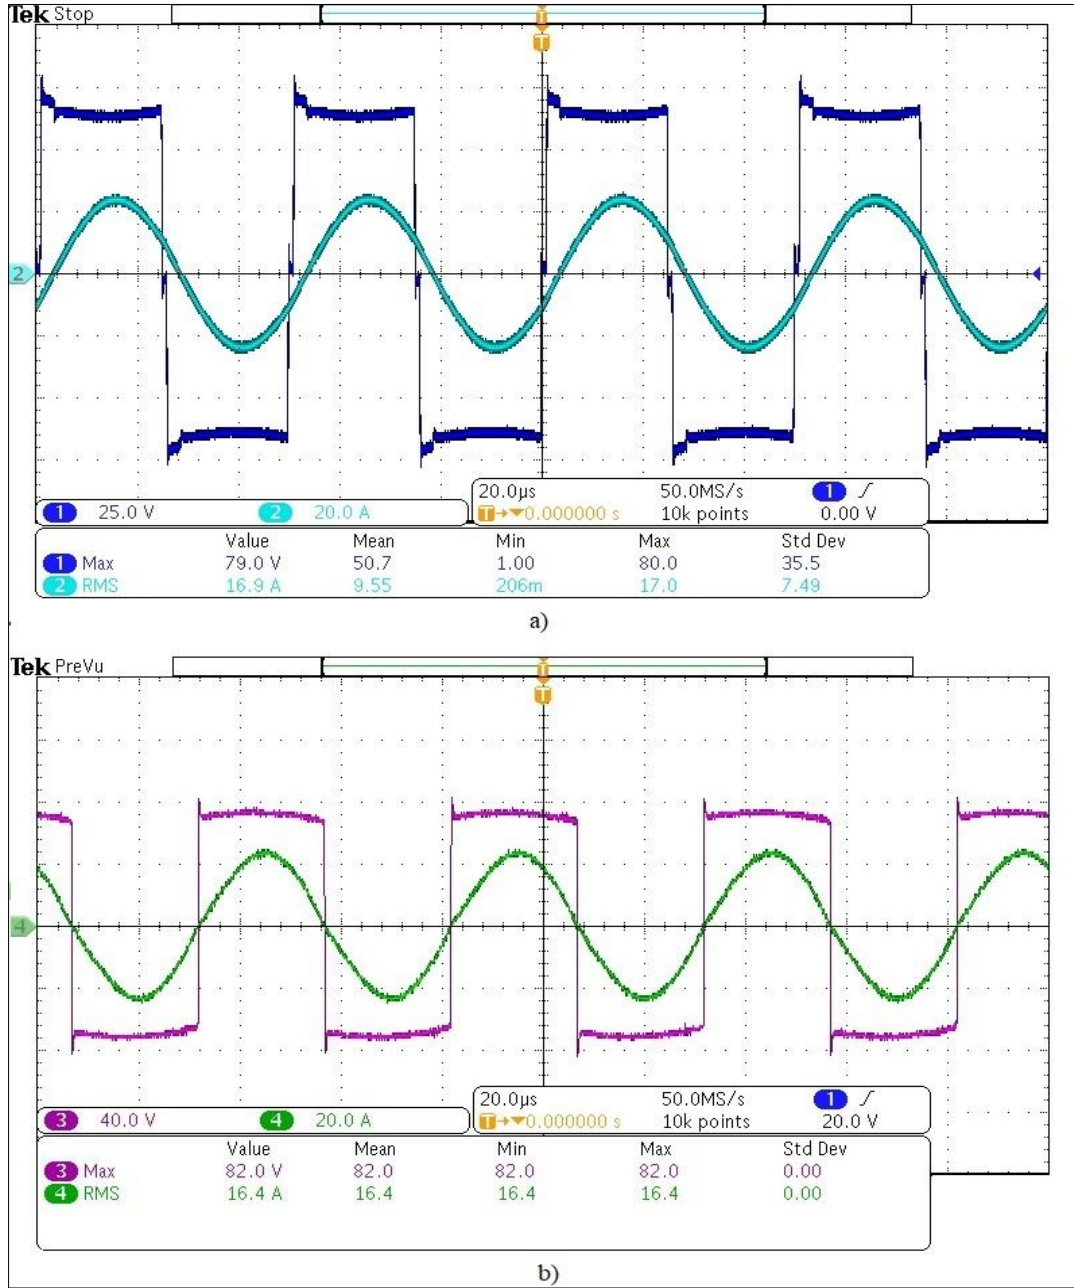 Tek Stop
T
T
2
20.0µs 50.0MS/s 1
1 25.0 V 2 20.0 A T→▼0.000000 s 10k points 0.00 V
Value Mean Min Max Std Dev
1 Max 79.0 V 50.7 1.00 80.0 35.5
2 RMS 16.9 A 9.55 206m 17.0 7.49
a)
Tek PreVu
T
T
4
20.0µs 50.0MS/s 1
3 40.0 V 4 20.0 A T→▼0.000000 s 10k points 20.0 V
Value Mean Min Max Std Dev
3 Max 82.0 V 82.0 82.0 82.0 0.00
4 RMS 16.4 A 16.4 16.4 16.4 0.00
b)